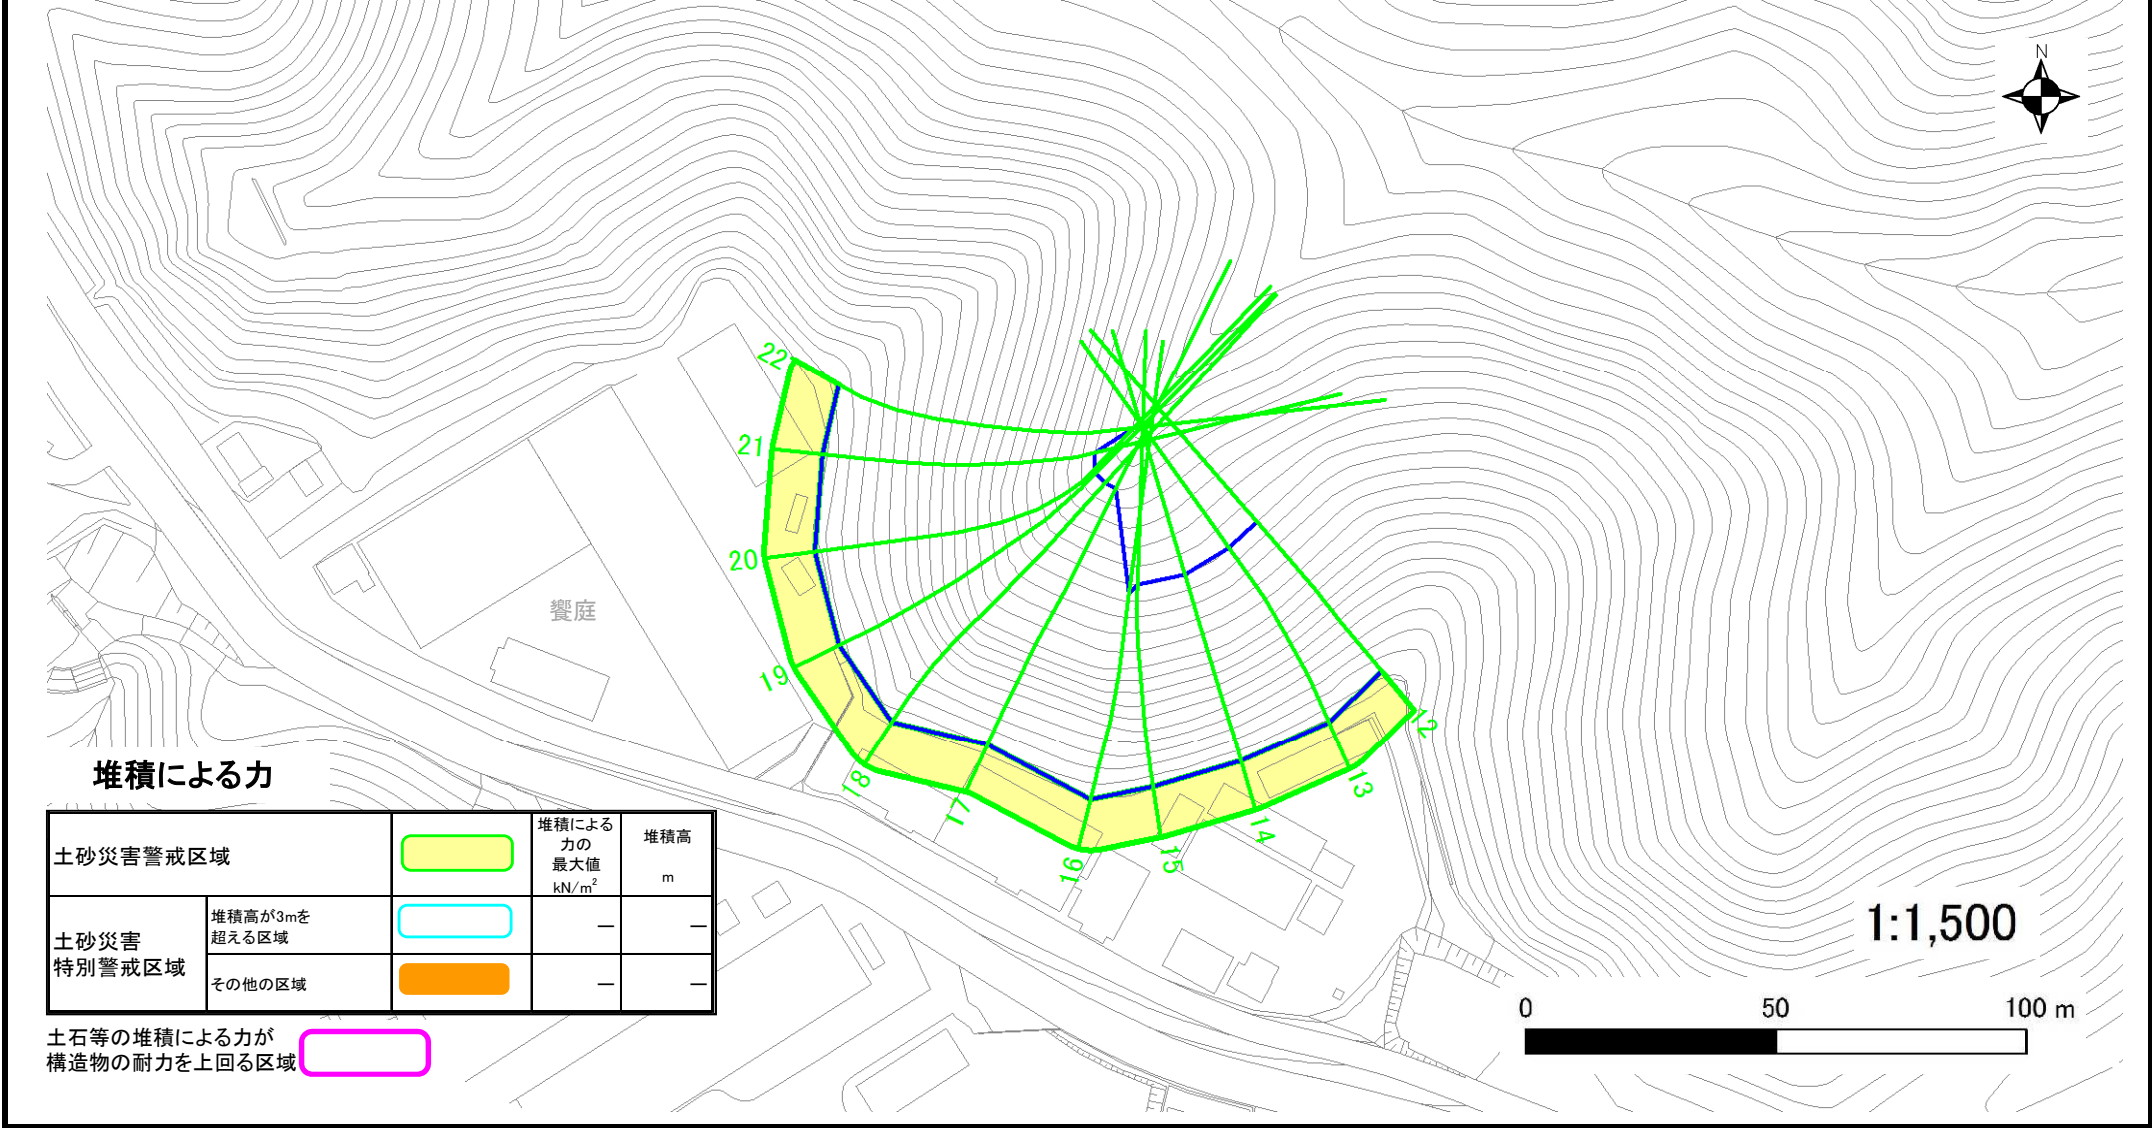 N
22
21
20
19
18
17
16
15
14
13
12
饗庭
堆積による力
土砂災害警戒区域
堆積による
力の
最大値
kN/m²
堆積高
m
土砂災害
特別警戒区域
堆積高が3mを
超える区域
－ －
その他の区域
－ －
土石等の堆積による力が
構造物の耐力を上回る区域
1:1,500
0 50 100 m